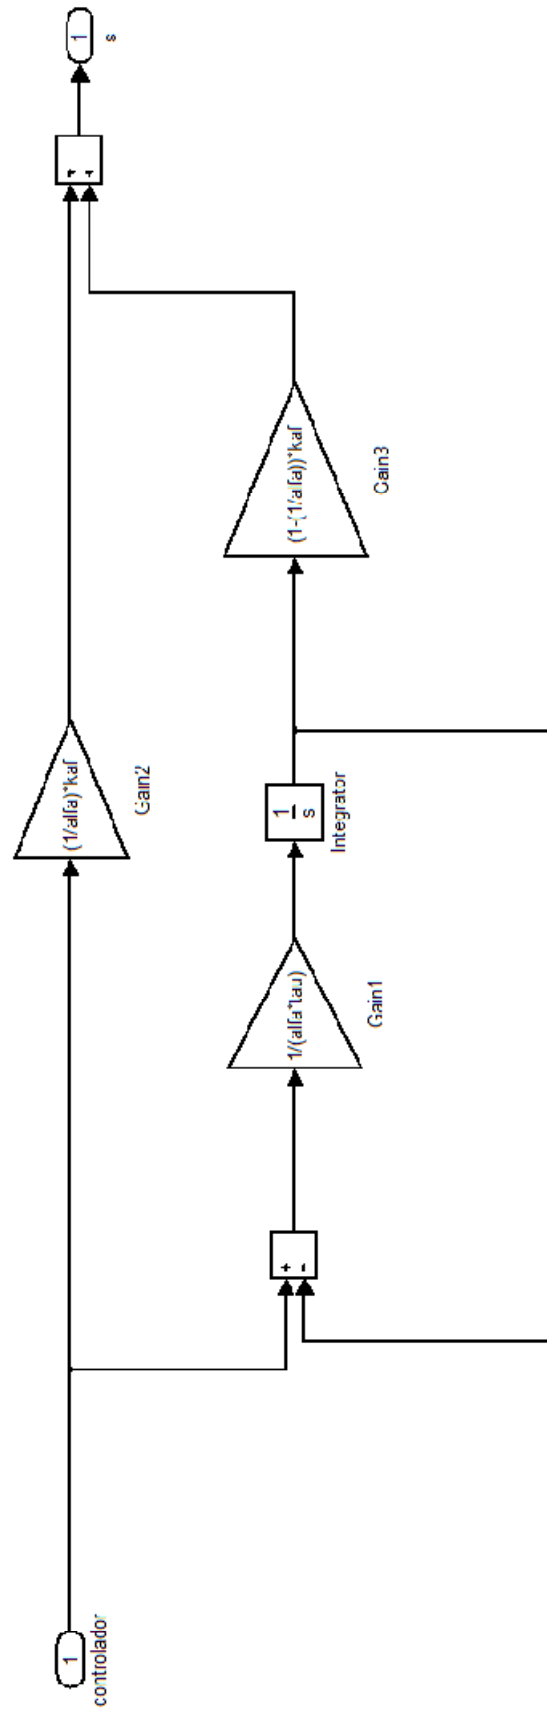 1
controlador
(1/alfa)*kaf
Gain2
+
-
1/(alfa*tau)
Gain1
1
s
Integrator
(1-(1/alfa))*kaf
Gain3
+
+
1
s